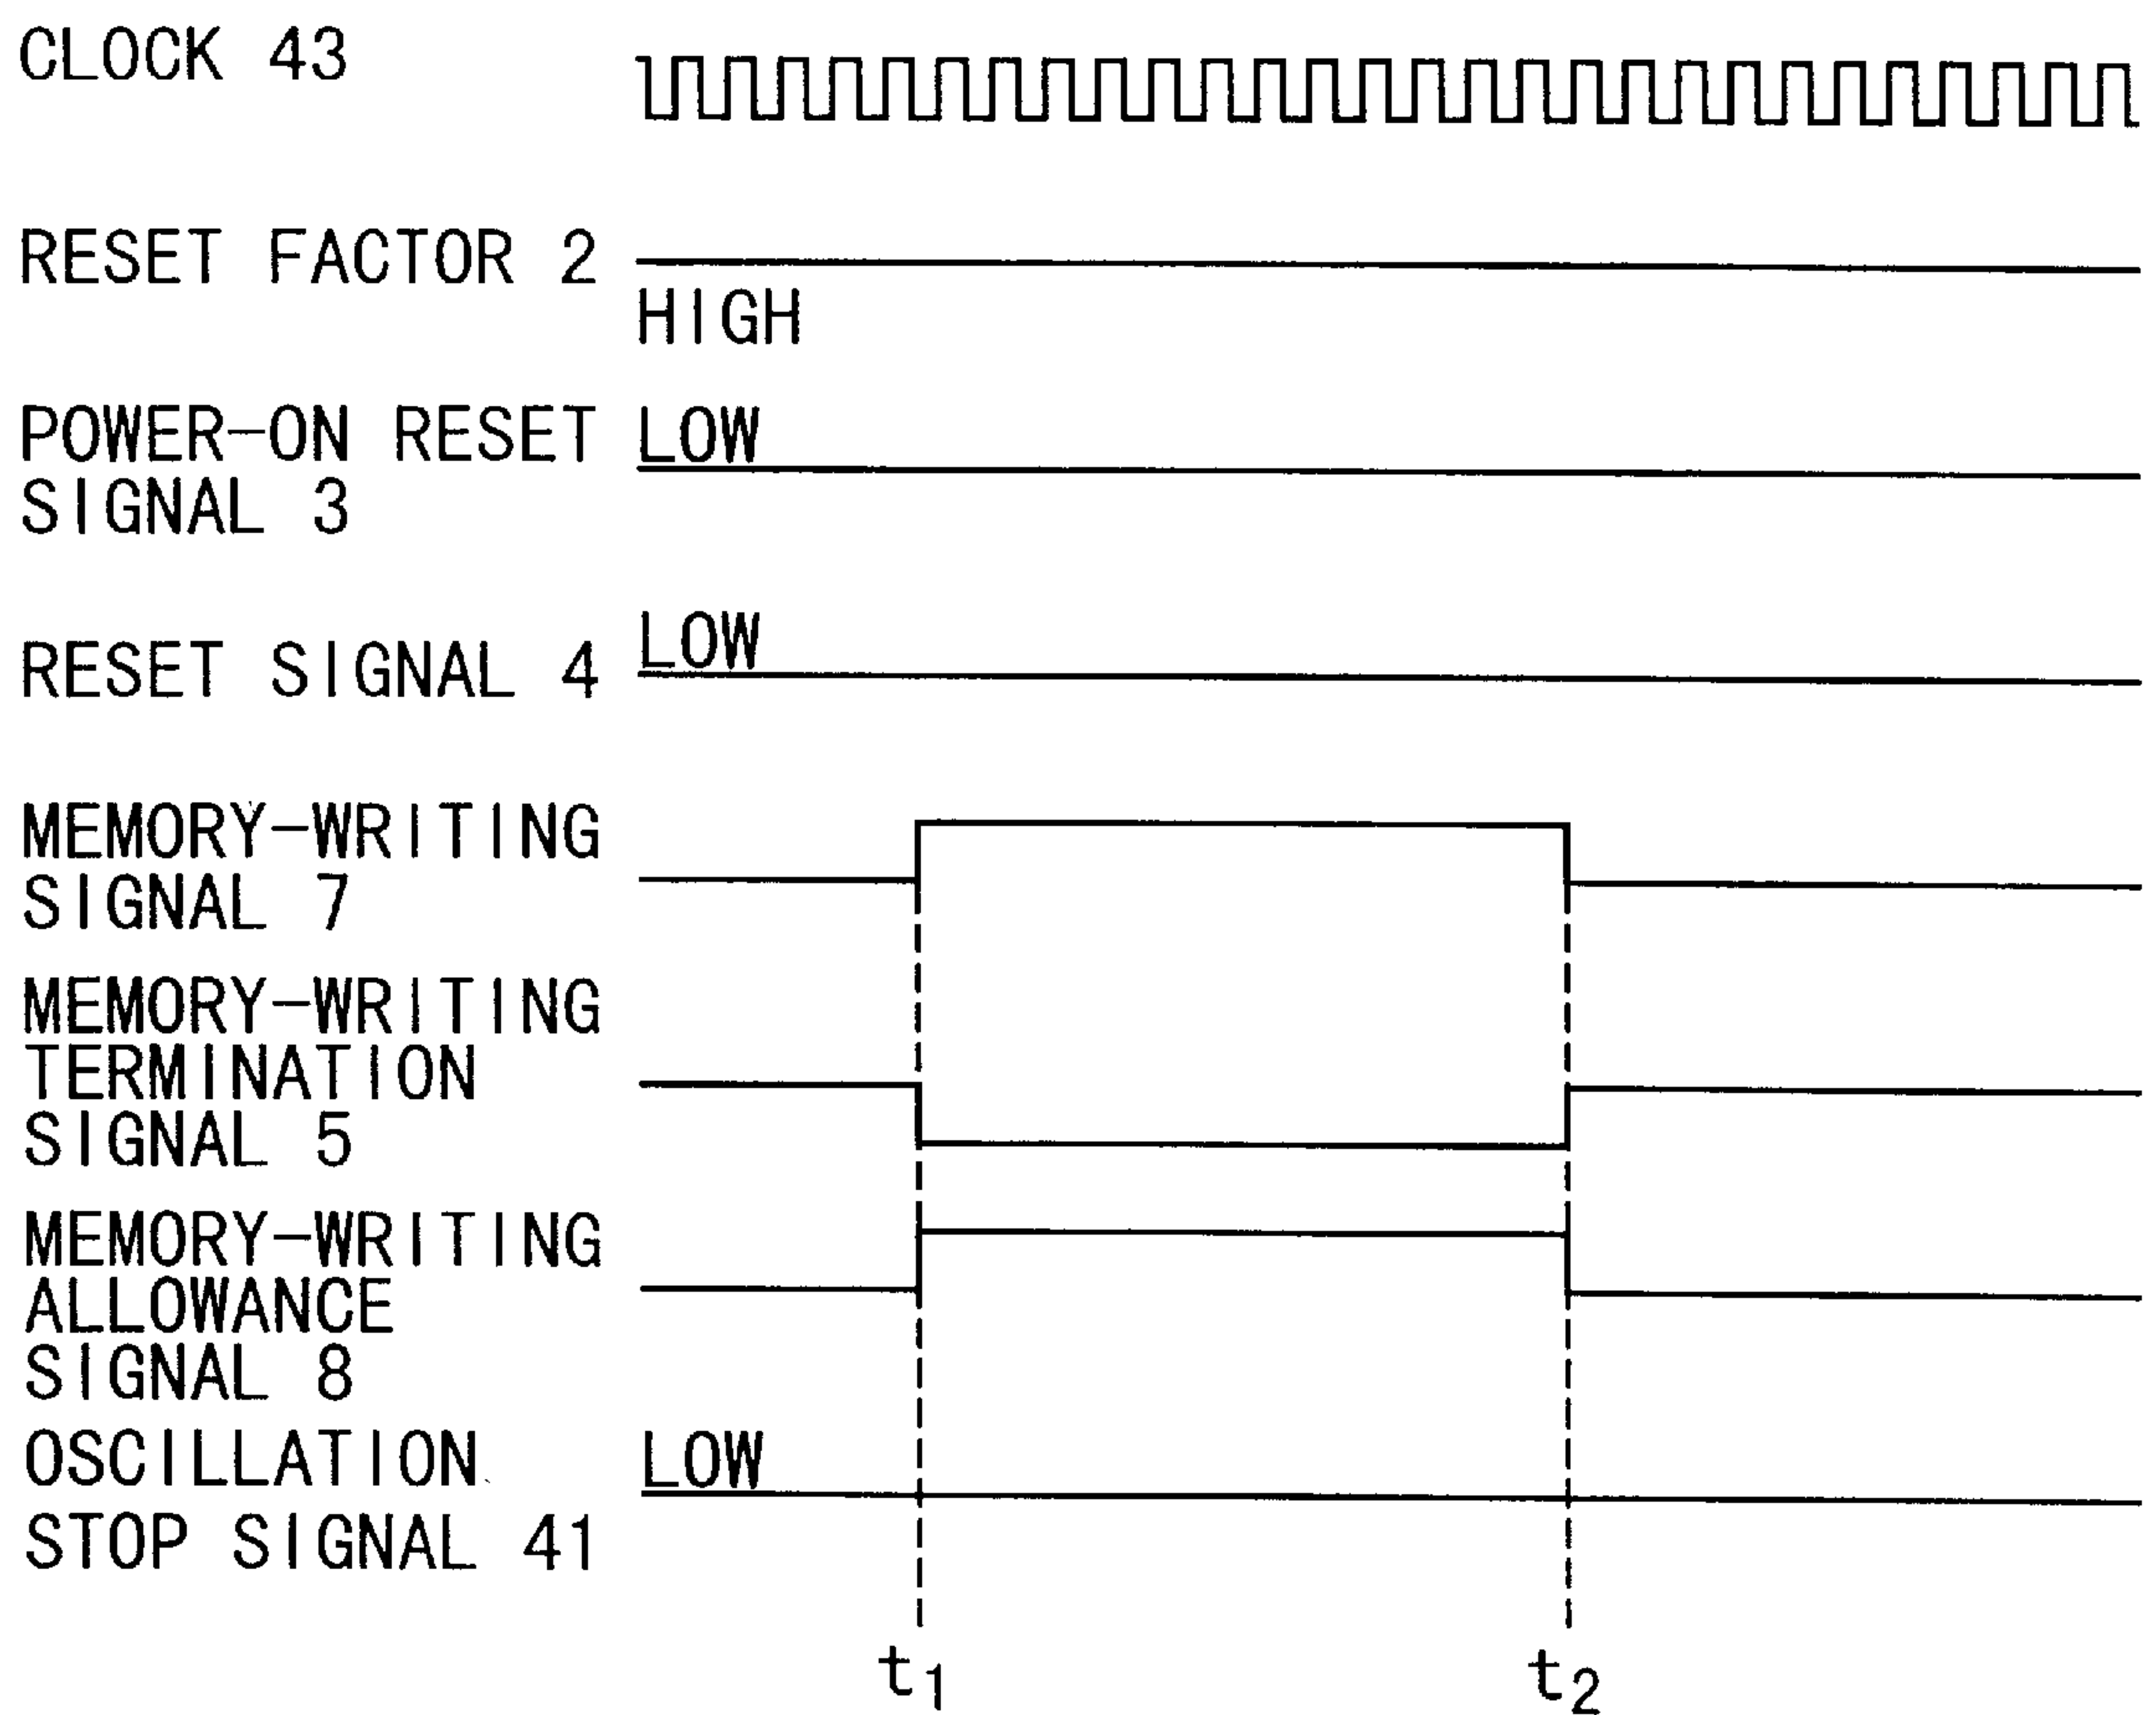 CLOCK 43
RESET FACTOR 2
HIGH
POWER-ON RESET
SIGNAL 3
LOW
RESET SIGNAL 4
LOW
MEMORY-WRITING
SIGNAL 7
MEMORY-WRITING
TERMINATION
SIGNAL 5
MEMORY-WRITING
ALLOWANCE
SIGNAL 8
OSCILLATION
STOP SIGNAL 41
LOW
t1
t2